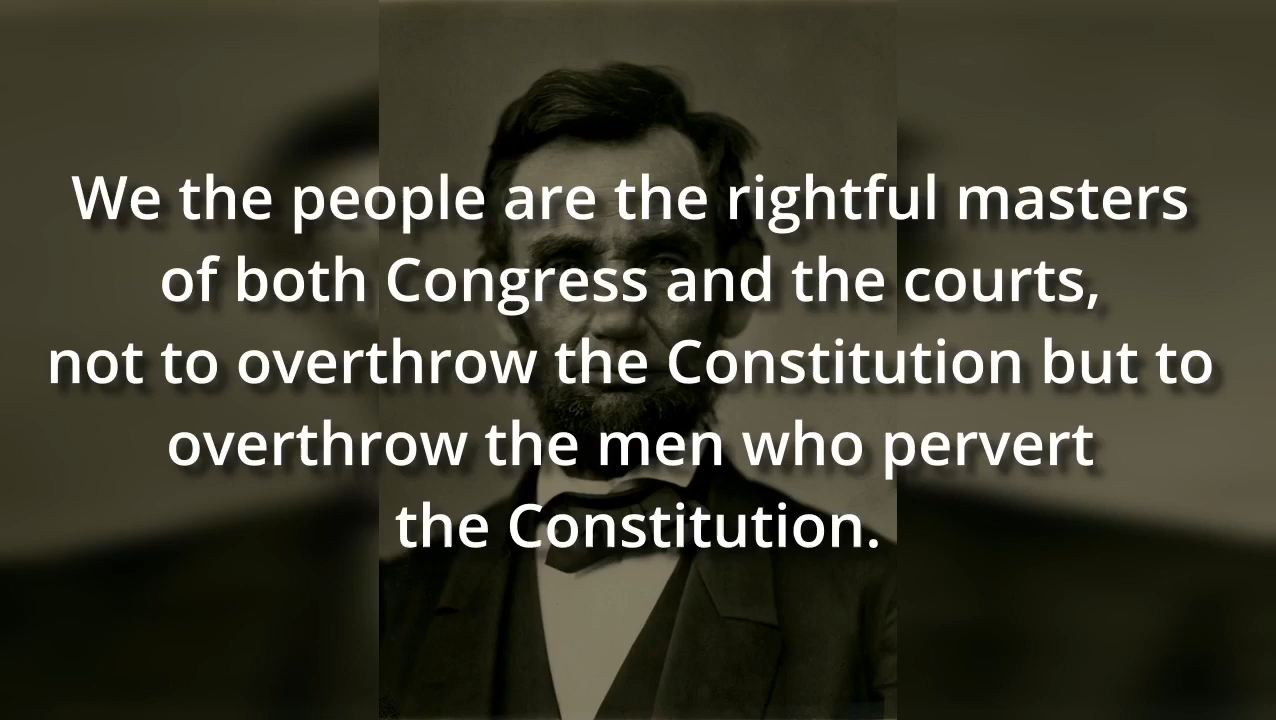 We the people are the rightful masters
of both Congress and the courts,
not to overthrow the Constitution but to
overthrow the men who pervert
the Constitution.